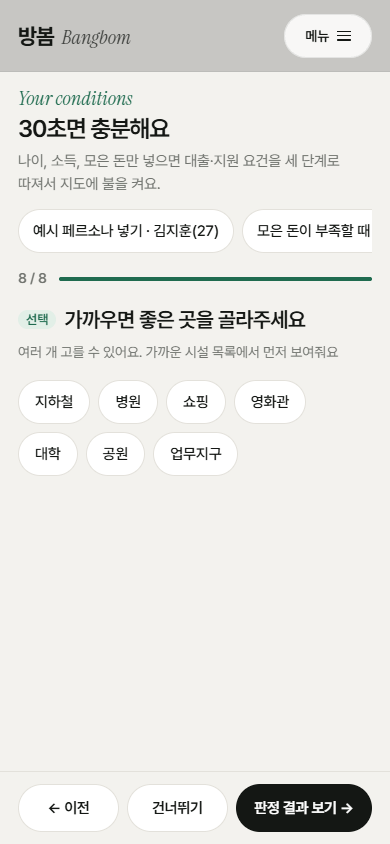 방봄 Bangbom
메뉴
Your conditions
30초면 충분해요
나이, 소득, 모은 돈만 넣으면 대출·지원 요건을 세 단계로
따져서 지도에 불을 켜요.
예시 페르소나 넣기 · 김지훈(27)
모은 돈이 부족할 때
8 / 8
선택 가까우면 좋은 곳을 골라주세요
여러 개 고를 수 있어요. 가까운 시설 목록에서 먼저 보여줘요
지하철 병원 쇼핑 영화관
대학 공원 업무지구
← 이전 건너뛰기 판정 결과 보기 →